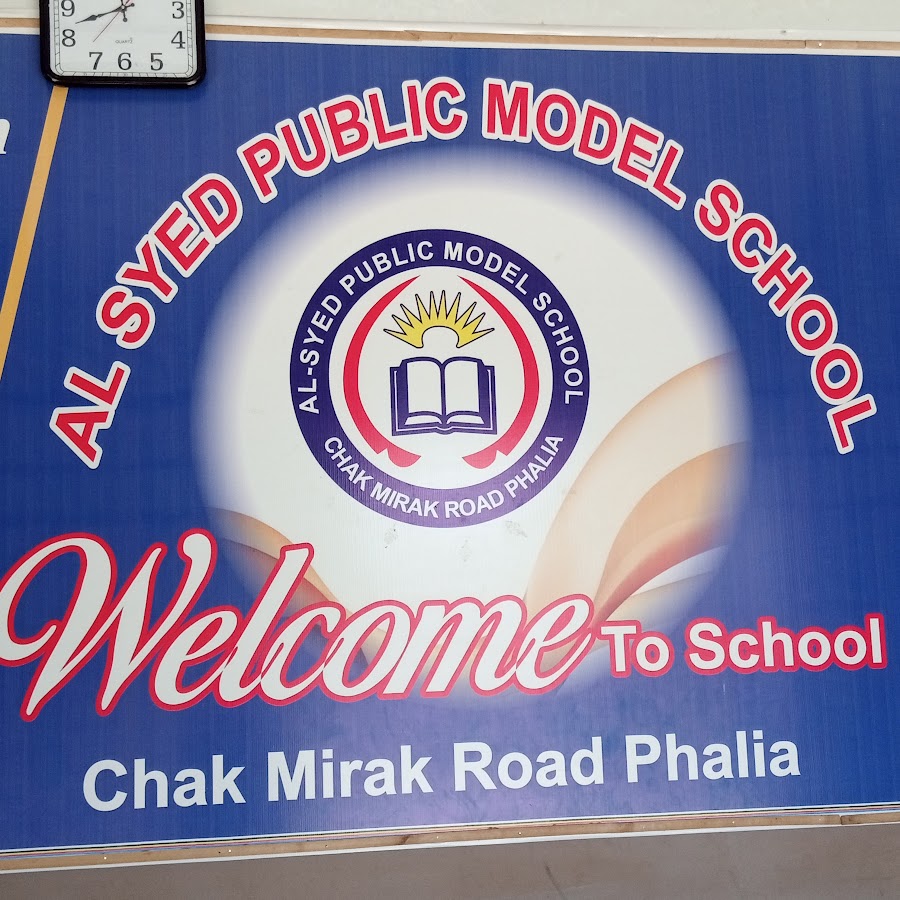 9 3
8 4
7 6 5
QUARTZ
AL SYED PUBLIC MODEL SCHOOL
AL-SYED PUBLIC MODEL SCHOOL
CHAK MIRAK ROAD PHALIA
Welcome To School
Chak Mirak Road Phalia